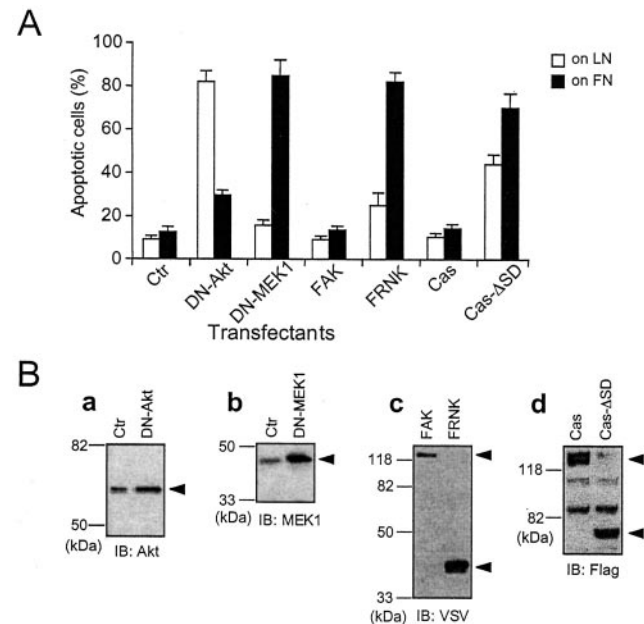 A
Apoptotic cells (%)
100
80
60
40
20
0
on LN
on FN
Ctr
DN-Akt
DN-MEK1
FAK
FRNK
Cas
Cas-ΔSD
Transfectants
B
a
Ctr
DN-Akt
82
50
(kDa)
IB: Akt
b
Ctr
DN-MEK1
50
33
(kDa)
IB: MEK1
c
FAK
FRNK
118
82
50
33
(kDa)
IB: VSV
d
Cas
Cas-ΔSD
118
82
(kDa)
IB: Flag